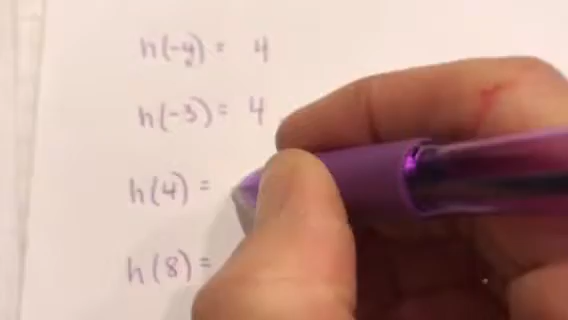 h(-4) = 4
h(-3) = 4
h(4) =
h(8) =